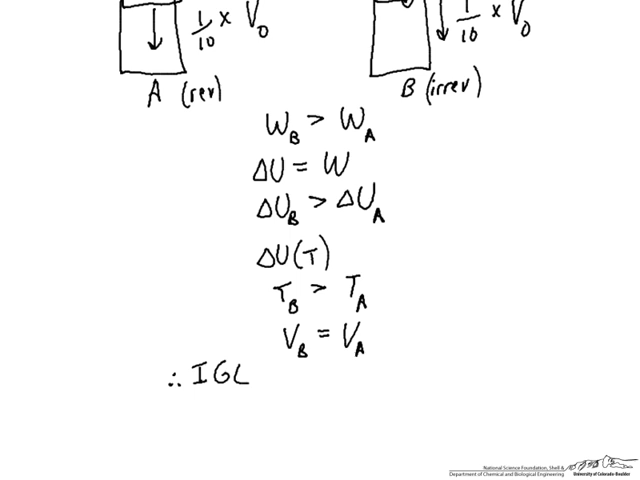 1/10 × V₀
1/10 × V₀
A (rev)
B (irrev)
W_B > W_A
ΔU = W
ΔU_B > ΔU_A
ΔU(T)
T_B > T_A
V_B = V_A
∴ IGL
National Science Foundation, Shell &
Department of Chemical and Biological Engineering
University of Colorado-Boulder